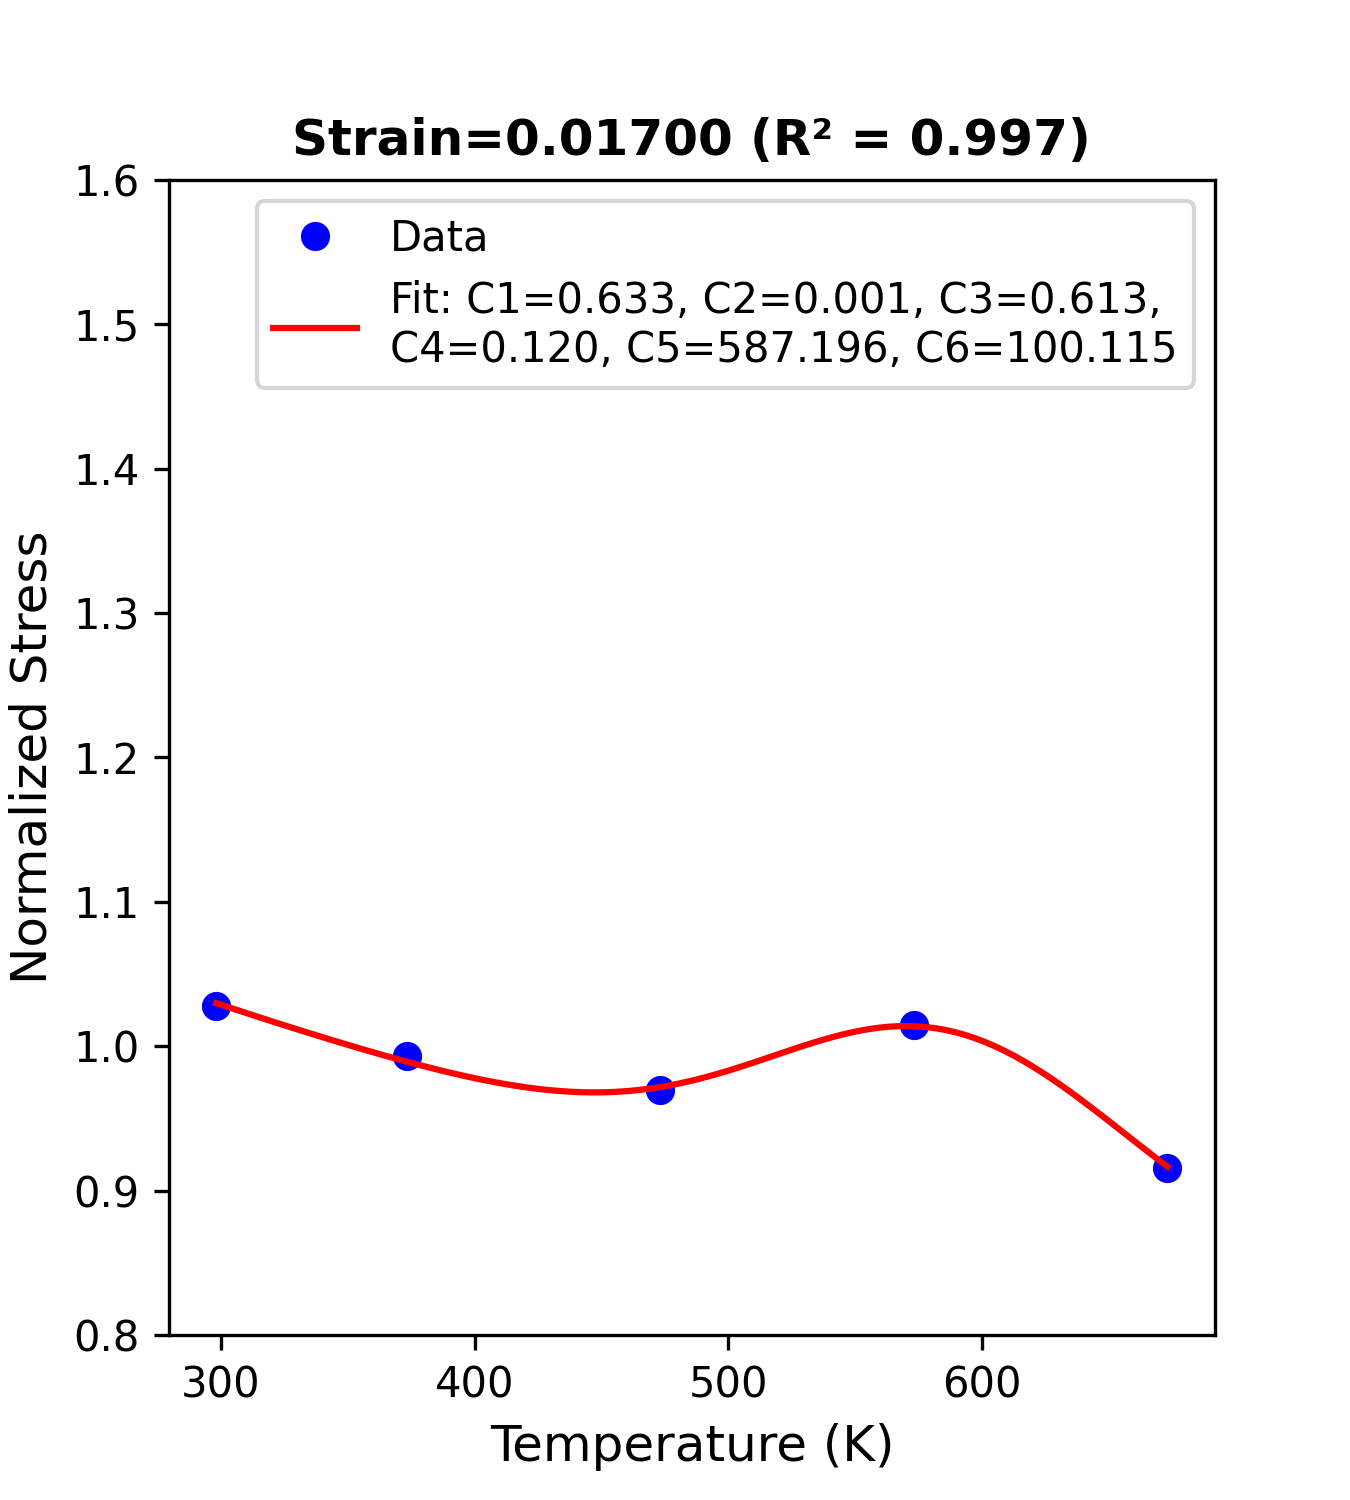 Strain=0.01700 (R² = 0.997)
Data
Fit: C1=0.633, C2=0.001, C3=0.613,
C4=0.120, C5=587.196, C6=100.115
Normalized Stress
1.6
1.5
1.4
1.3
1.2
1.1
1.0
0.9
0.8
300 400 500 600
Temperature (K)